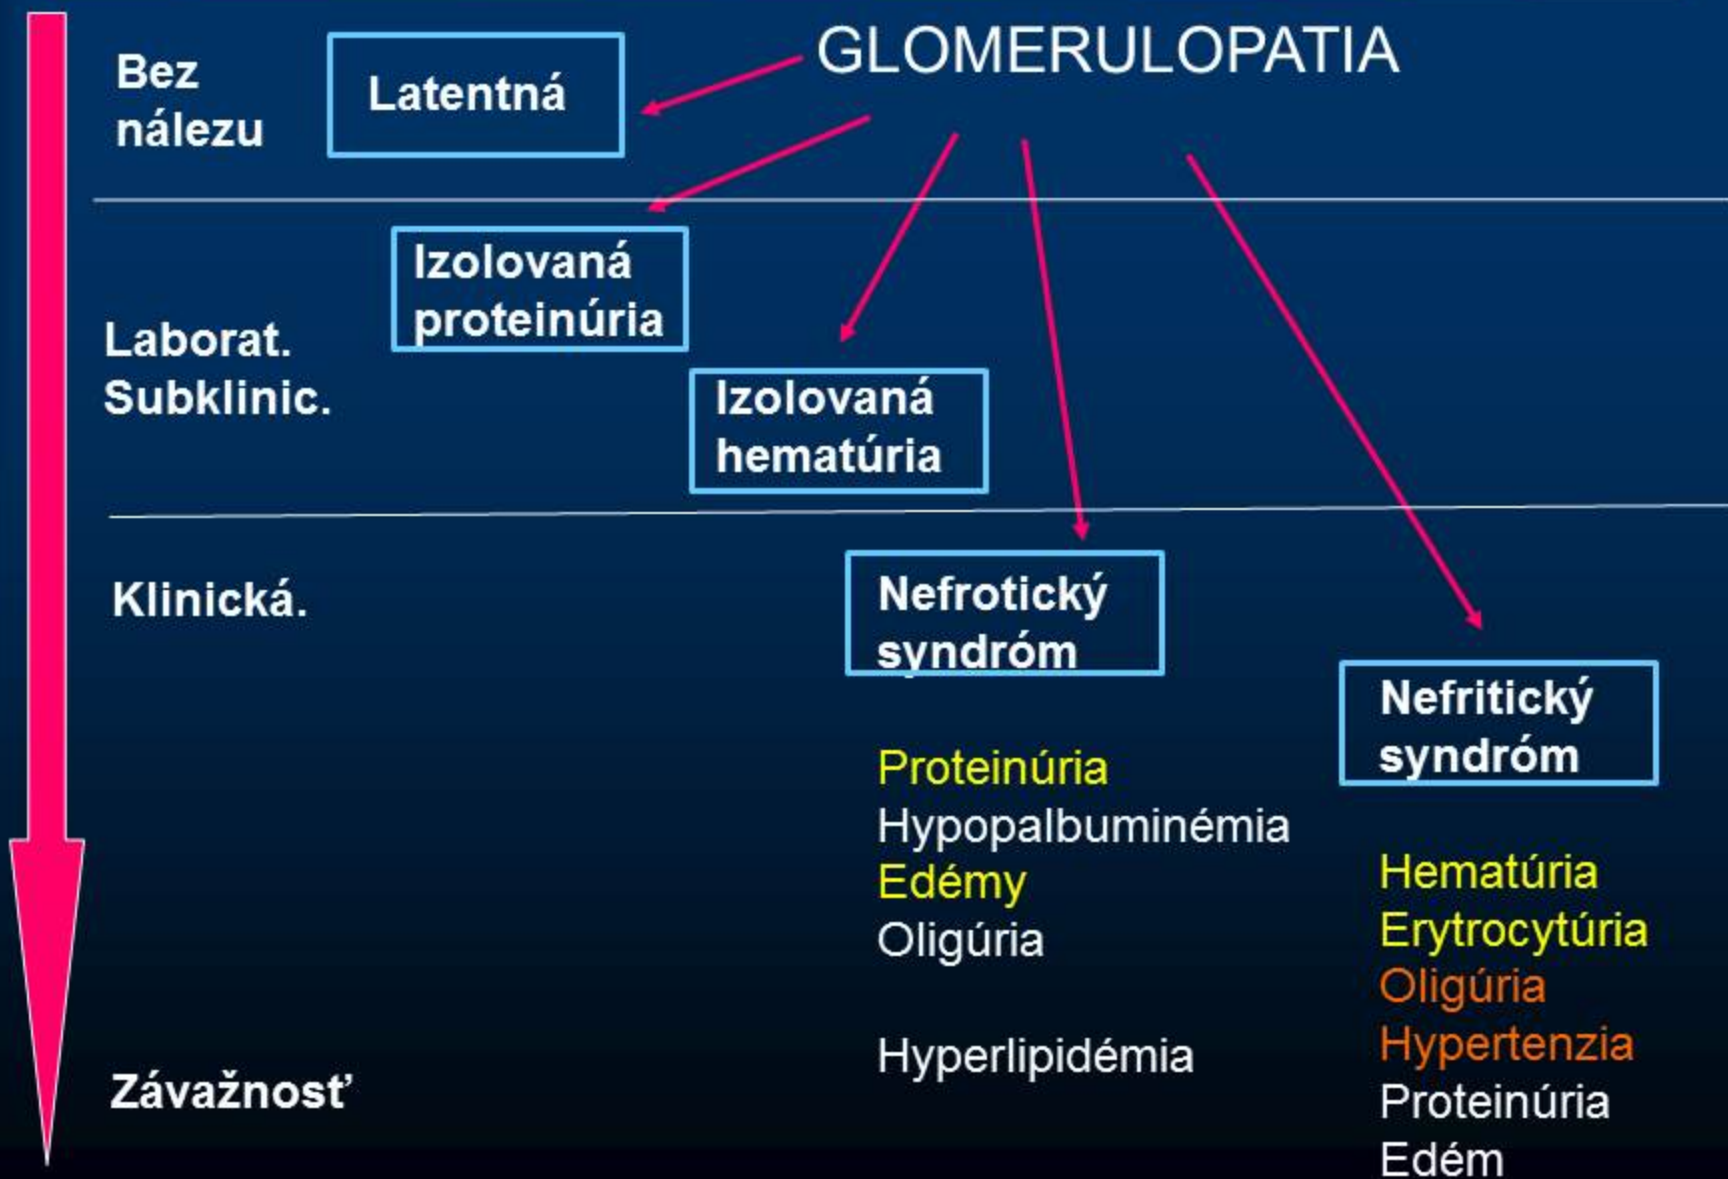 GLOMERULOPATIA
Bez
nálezu
Latentná
Izolovaná
proteinúria
Laborat.
Subklinic.
Izolovaná
hematúria
Klinická.
Nefrotický
syndróm
Nefritický
syndróm
Proteinúria
Hypopalbuminémia
Edémy
Oligúria
Hyperlipidémia
Hematúria
Erytrocytúria
Oligúria
Hypertenzia
Proteinúria
Edém
Závažnosť